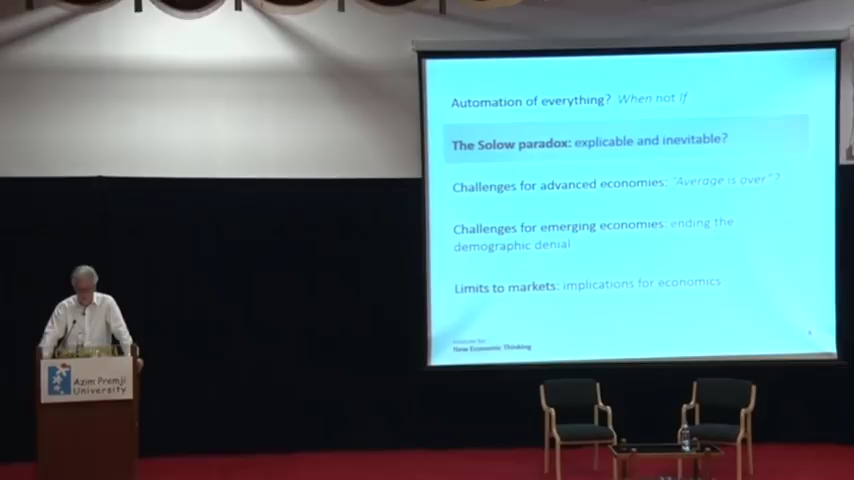 Automation of everything? When not if
The Solow paradox: explicable and inevitable?
Challenges for advanced economies: "Average is over"?
Challenges for emerging economies: ending the
demographic denial
Limits to markets: implications for economics
Institute for
New Economic Thinking
Azim Premji
University